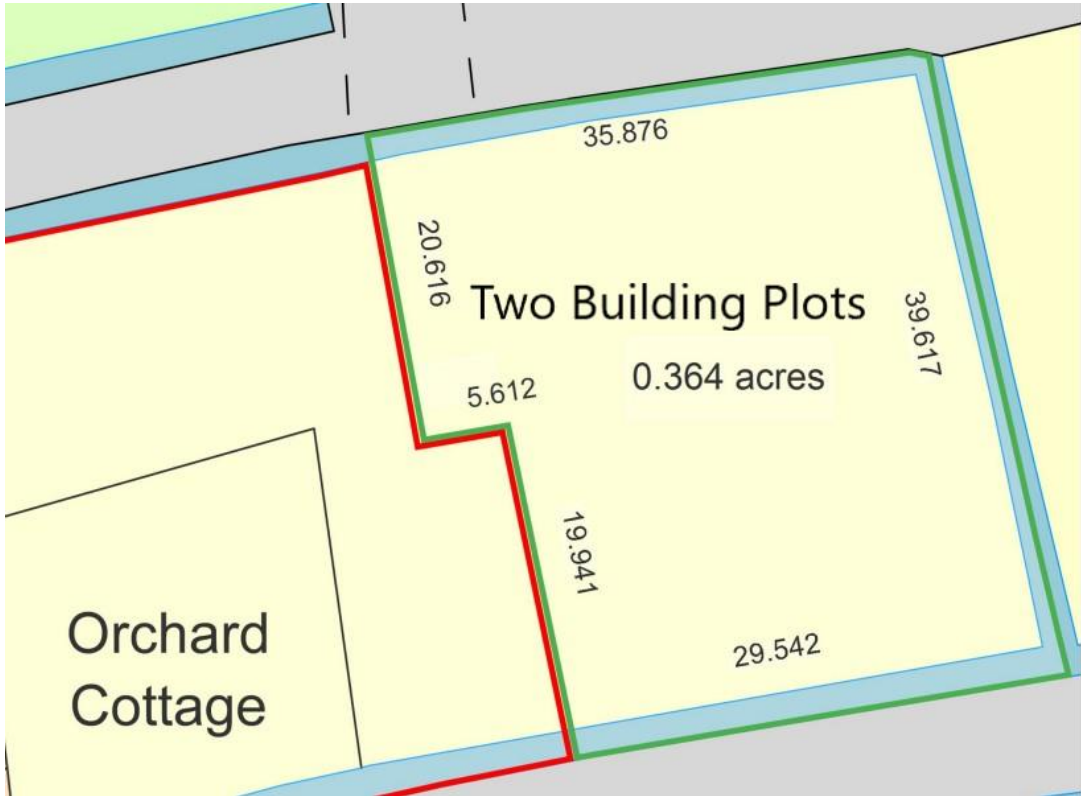 35.876
20.616
Two Building Plots
39.617
0.364 acres
5.612
19.941
Orchard
Cottage
29.542